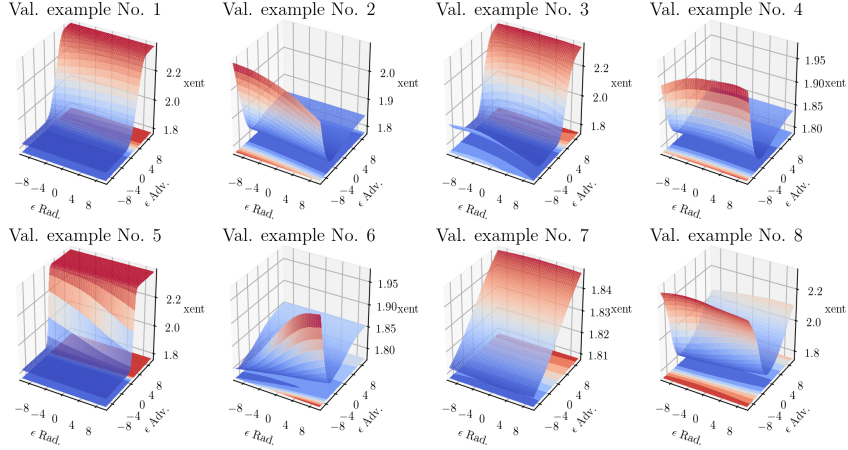 Val. example No. 1
2.2
xent
2.0
1.8
−8 −4 0 4 8
ϵ Rad.
−8 −4 0 4 8
ϵ Adv.
Val. example No. 2
2.0
xent
1.9
1.8
−8 −4 0 4 8
ϵ Rad.
−8 −4 0 4 8
ϵ Adv.
Val. example No. 3
2.2
xent
2.0
1.8
−8 −4 0 4 8
ϵ Rad.
−8 −4 0 4 8
ϵ Adv.
Val. example No. 4
1.95
1.90 xent
1.85
1.80
−8 −4 0 4 8
ϵ Rad.
−8 −4 0 4 8
ϵ Adv.
Val. example No. 5
2.2
xent
2.0
1.8
−8 −4 0 4 8
ϵ Rad.
−8 −4 0 4 8
ϵ Adv.
Val. example No. 6
1.95
1.90 xent
1.85
1.80
−8 −4 0 4 8
ϵ Rad.
−8 −4 0 4 8
ϵ Adv.
Val. example No. 7
1.84
1.83 xent
1.82
1.81
−8 −4 0 4 8
ϵ Rad.
−8 −4 0 4 8
ϵ Adv.
Val. example No. 8
2.2
xent
2.0
1.8
−8 −4 0 4 8
ϵ Rad.
−8 −4 0 4 8
ϵ Adv.